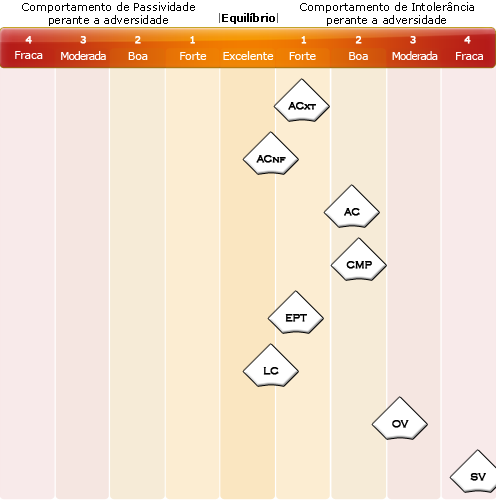 Comportamento de Passividade
perante a adversidade
|Equilíbrio|
Comportamento de Intolerância
perante a adversidade
4 3 2 1 1 2 3 4
Fraca Moderada Boa Forte Excelente Forte Boa Moderada Fraca
ACXT
ACNF
AC
CMP
EPT
LC
OV
SV